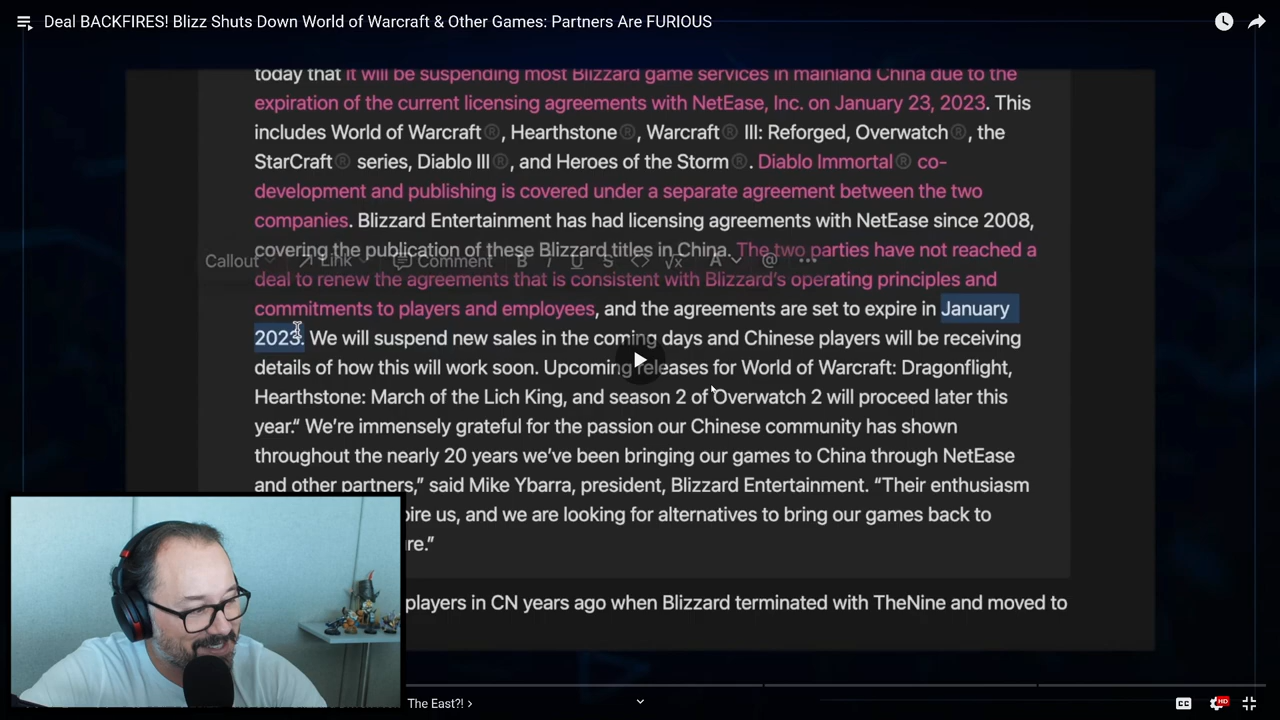 Deal BACKFIRES! Blizz Shuts Down World of Warcraft & Other Games: Partners Are FURIOUS
today that it will be suspending most Blizzard game services in mainland China due to the
expiration of the current licensing agreements with NetEase, Inc. on January 23, 2023. This
includes World of Warcraft®, Hearthstone®, Warcraft® III: Reforged, Overwatch®, the
StarCraft® series, Diablo III®, and Heroes of the Storm®. Diablo Immortal® co-
development and publishing is covered under a separate agreement between the two
companies. Blizzard Entertainment has had licensing agreements with NetEase since 2008,
covering the publication of these Blizzard titles in China. The two parties have not reached a
Callout Link Comment B I U S <> √x A @ •••
deal to renew the agreements that is consistent with Blizzard's operating principles and
commitments to players and employees, and the agreements are set to expire in January
2023. We will suspend new sales in the coming days and Chinese players will be receiving
details of how this will work soon. Upcoming releases for World of Warcraft: Dragonflight,
Hearthstone: March of the Lich King, and season 2 of Overwatch 2 will proceed later this
year.“ We’re immensely grateful for the passion our Chinese community has shown
throughout the nearly 20 years we’ve been bringing our games to China through NetEase
and other partners,” said Mike Ybarra, president, Blizzard Entertainment. “Their enthusiasm
pire us, and we are looking for alternatives to bring our games back to
re.”
players in CN years ago when Blizzard terminated with TheNine and moved to
The East?! ›
CC HD